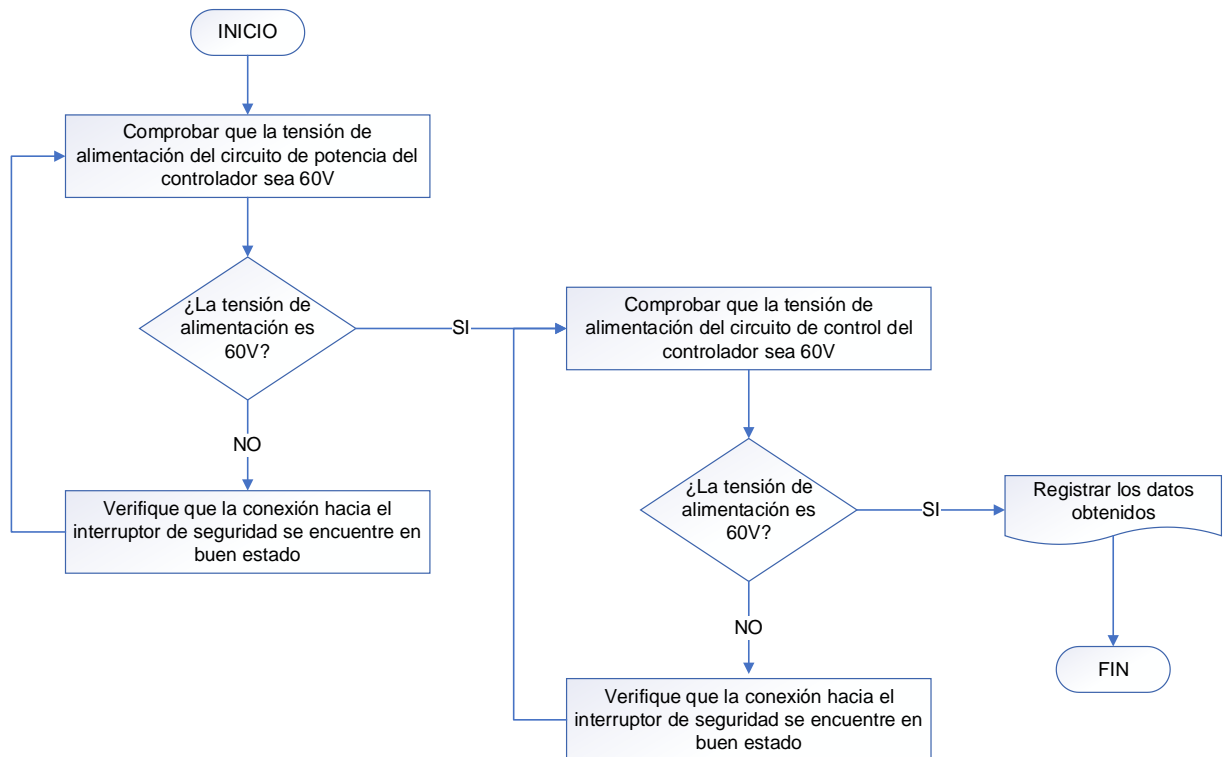 INICIO
Comprobar que la tensión de
alimentación del circuito de potencia del
controlador sea 60V
¿La tensión de
alimentación es
60V?
SI
NO
Verifique que la conexión hacia el
interruptor de seguridad se encuentre en
buen estado
Comprobar que la tensión de
alimentación del circuito de control del
controlador sea 60V
¿La tensión de
alimentación es
60V?
SI
NO
Verifique que la conexión hacia el
interruptor de seguridad se encuentre en
buen estado
Registrar los datos
obtenidos
FIN